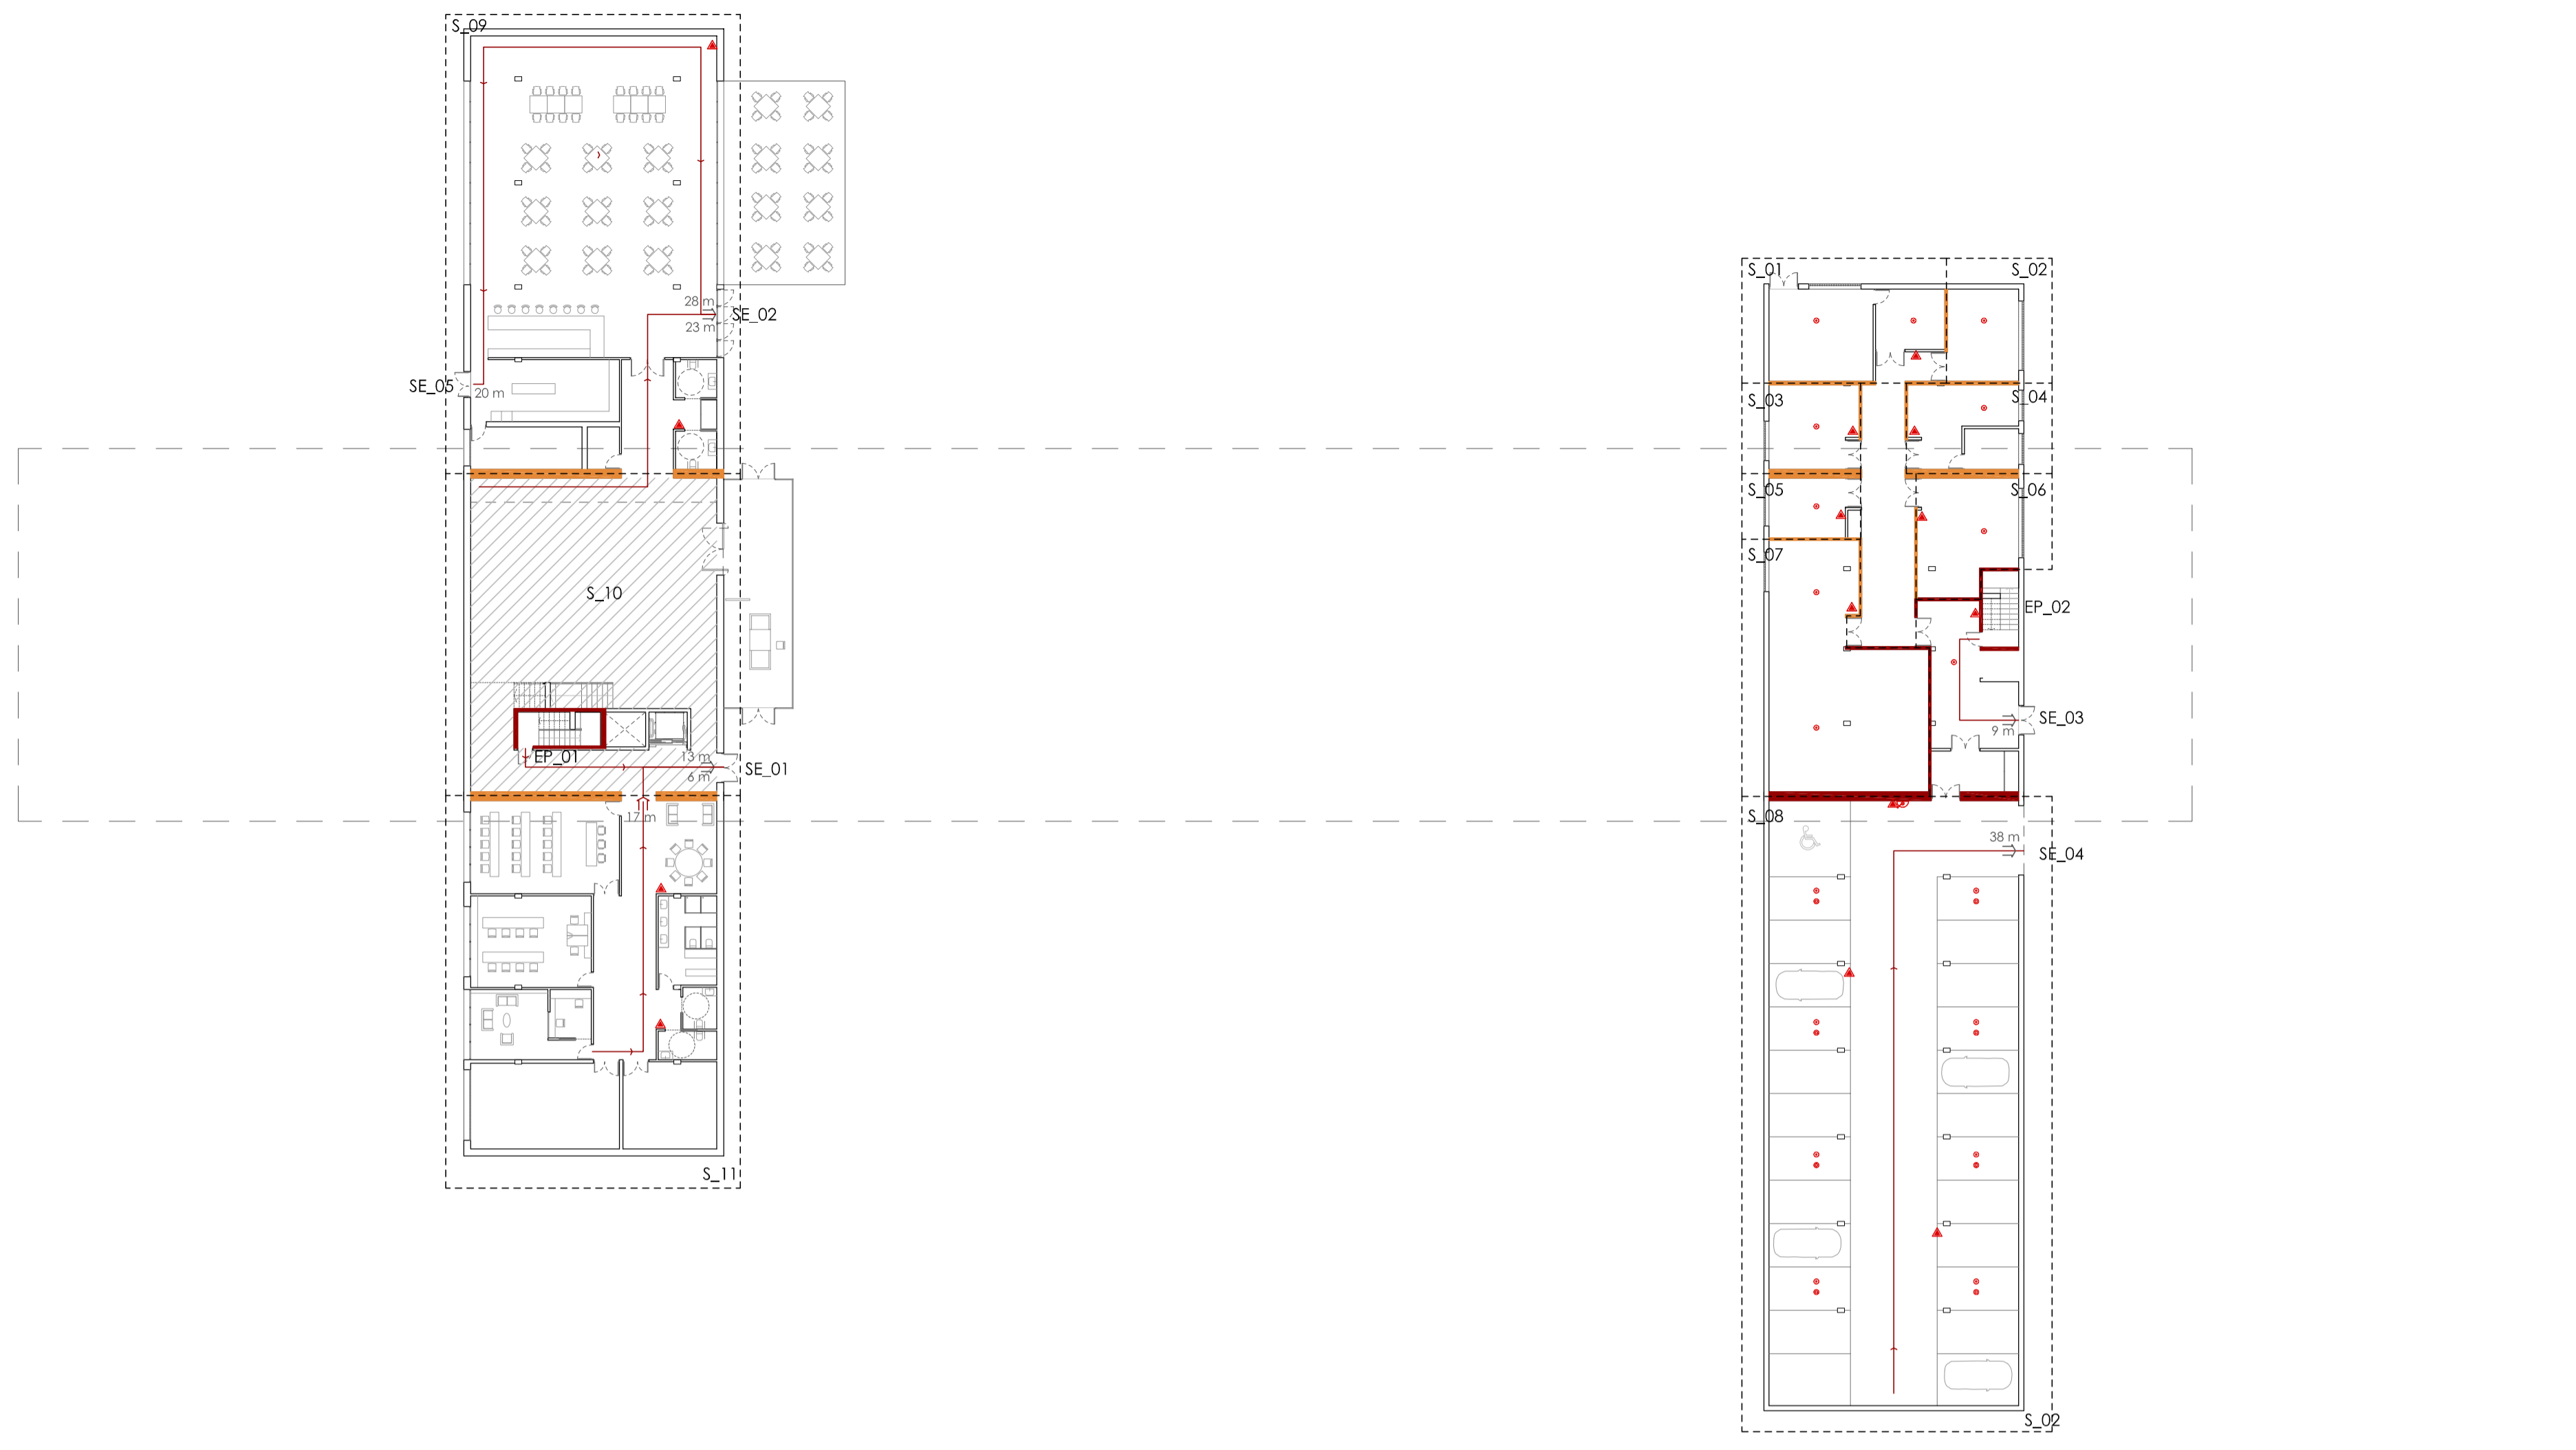 S_09
28 m
SE_02
23 m
SE_05
20 m
S_10
EP_01
13 m
SE_01
6 m
17 m
S_11
S_01
S_02
S_03
S_04
S_05
S_06
S_07
EP_02
SE_03
9 m
S_08
38 m
SE_04
S_02